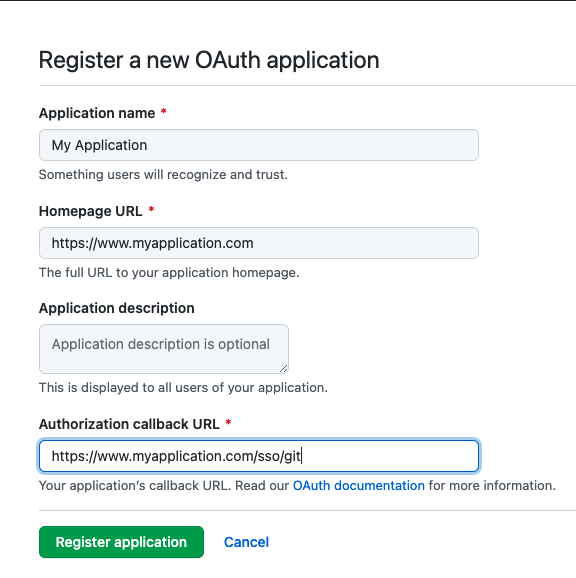 Register a new OAuth application
Application name *
My Application
Something users will recognize and trust.
Homepage URL *
https://www.myapplication.com
The full URL to your application homepage.
Application description
Application description is optional
This is displayed to all users of your application.
Authorization callback URL *
https://www.myapplication.com/sso/git
Your application’s callback URL. Read our OAuth documentation for more information.
Register application Cancel